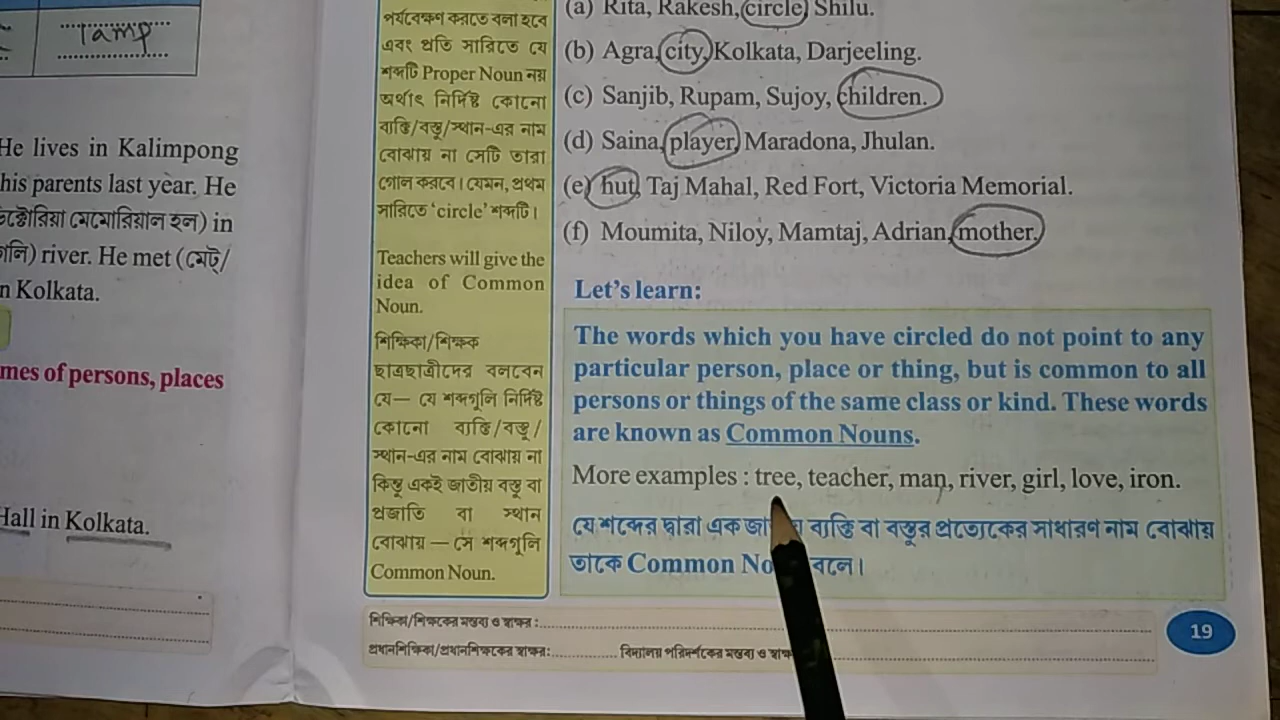 Tamp
He lives in Kalimpong
his parents last year. He
ক্টোরিয়া মেমোরিয়াল হল) in
river. He met (মেট্/
n Kolkata.
mes of persons, places
Hall in Kolkata.
পর্যবেক্ষণ করতে বলা হবে
এবং প্রতি সারিতে যে
শব্দটি Proper Noun নয়
অর্থাৎ নির্দিষ্ট কোনো
ব্যক্তি/বস্তু/স্থান-এর নাম
বোঝায় না সেটি তারা
গোল করবে। যেমন, প্রথম
সারিতে ‘circle’ শব্দটি।
Teachers will give the
idea of Common
Noun.
শিক্ষিকা/শিক্ষক
ছাত্রছাত্রীদের বলবেন
যে— যে শব্দগুলি নির্দিষ্ট
কোনো ব্যক্তি/বস্তু/
স্থান-এর নাম বোঝায় না
কিন্তু একই জাতীয় বস্তু বা
প্রজাতি বা স্থান
বোঝায় — সে শব্দগুলি
Common Noun.
(a) Rita, Rakesh, circle, Shilu.
(b) Agra, city, Kolkata, Darjeeling.
(c) Sanjib, Rupam, Sujoy, children.
(d) Saina, player, Maradona, Jhulan.
(e) hut, Taj Mahal, Red Fort, Victoria Memorial.
(f) Moumita, Niloy, Mamtaj, Adrian, mother.
Let’s learn:
The words which you have circled do not point to any
particular person, place or thing, but is common to all
persons or things of the same class or kind. These words
are known as Common Nouns.
More examples : tree, teacher, man, river, girl, love, iron.
যে শব্দের দ্বারা এক ব্যক্তি বা বস্তুর প্রত্যেকের সাধারণ নাম বোঝায়
তাকে Common বলে।
শিক্ষিকা/শিক্ষকের মন্তব্য ও স্বাক্ষর :
প্রধানশিক্ষিকা/প্রধানশিক্ষকের স্বাক্ষর: বিদ্যালয় পরিদর্শকের মন্তব্য ও
19